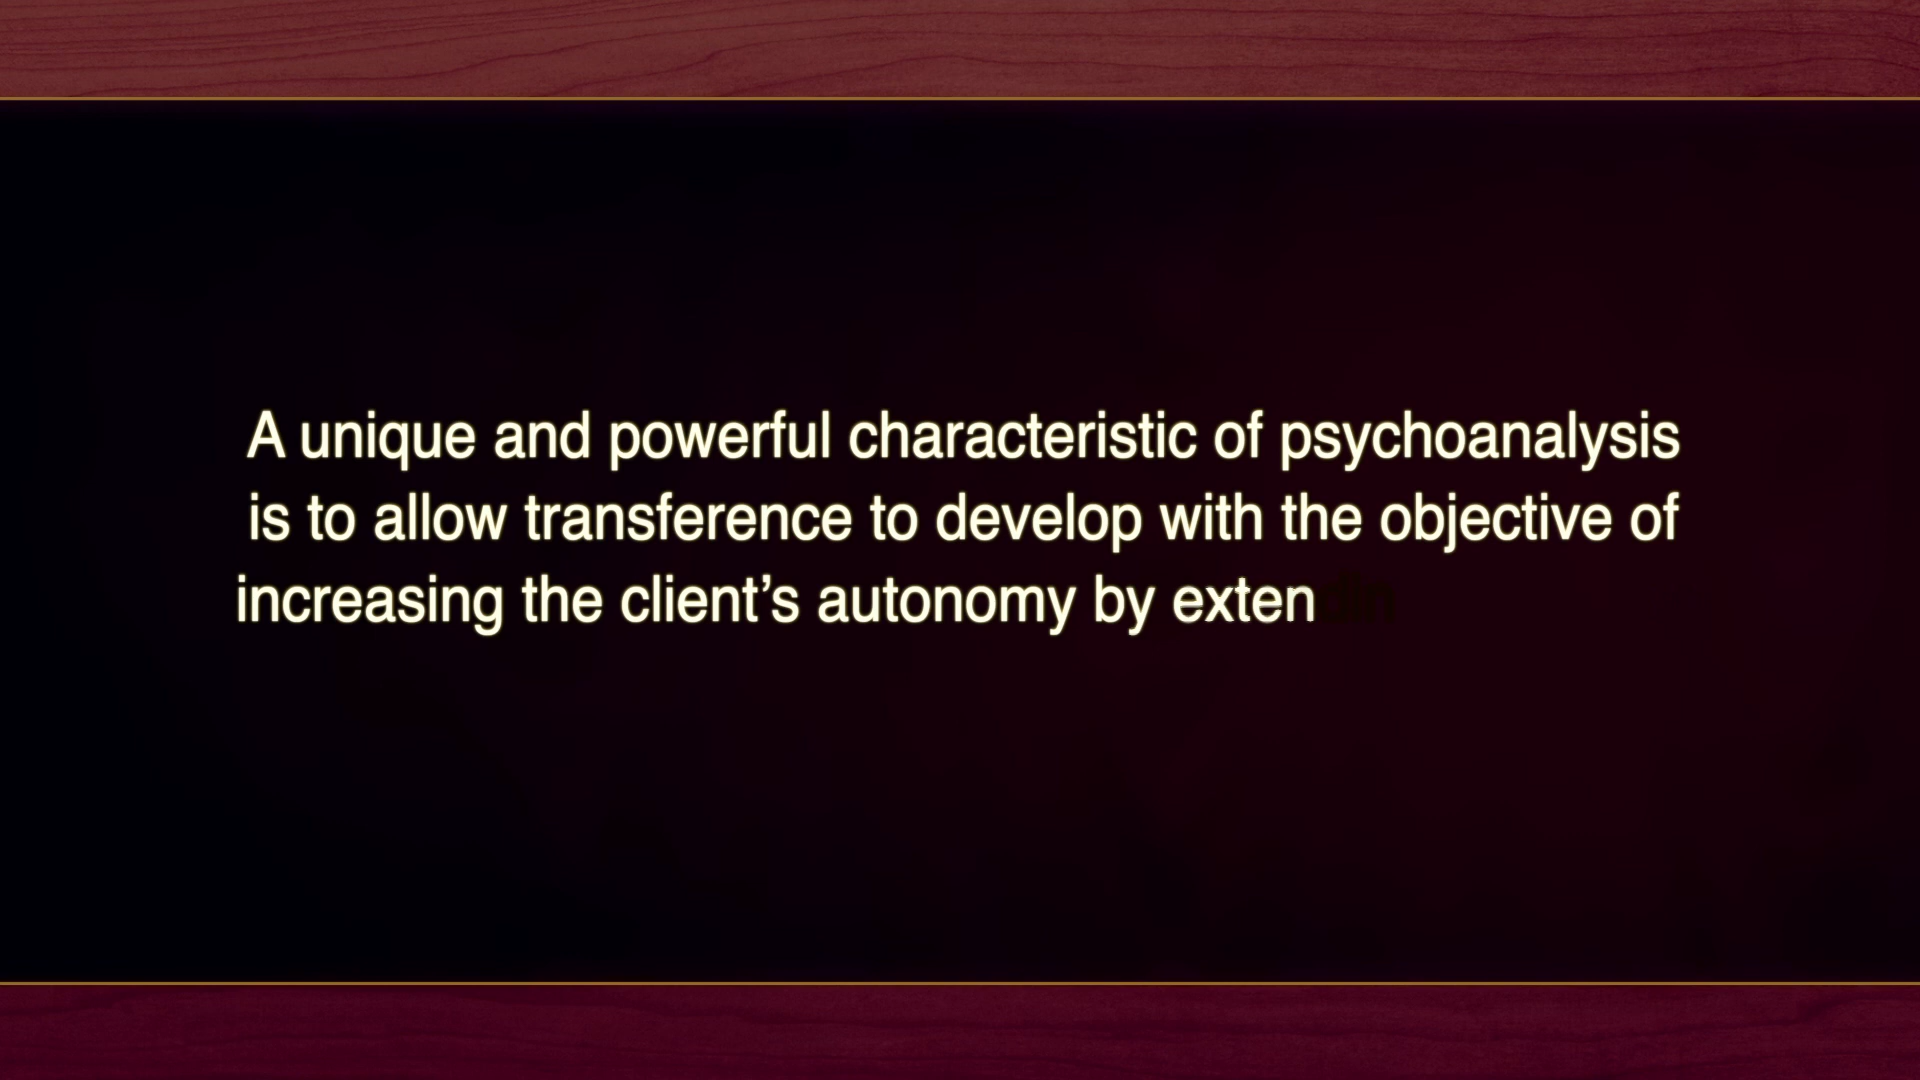 A unique and powerful characteristic of psychoanalysis
is to allow transference to develop with the objective of
increasing the client’s autonomy by extendin